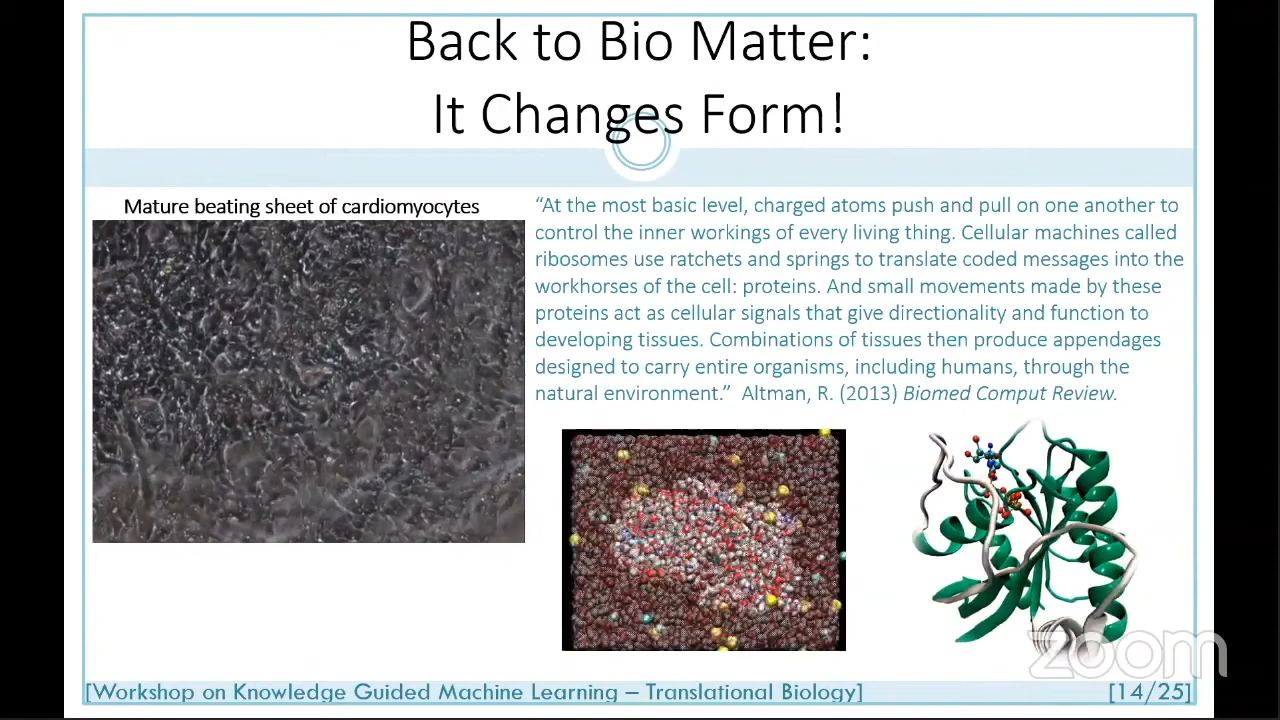 Back to Bio Matter:
It Changes Form!
Mature beating sheet of cardiomyocytes
“At the most basic level, charged atoms push and pull on one another to
control the inner workings of every living thing. Cellular machines called
ribosomes use ratchets and springs to translate coded messages into the
workhorses of the cell: proteins. And small movements made by these
proteins act as cellular signals that give directionality and function to
developing tissues. Combinations of tissues then produce appendages
designed to carry entire organisms, including humans, through the
natural environment.” Altman, R. (2013) Biomed Comput Review.
zoom
[Workshop on Knowledge Guided Machine Learning – Translational Biology]
[14/25]